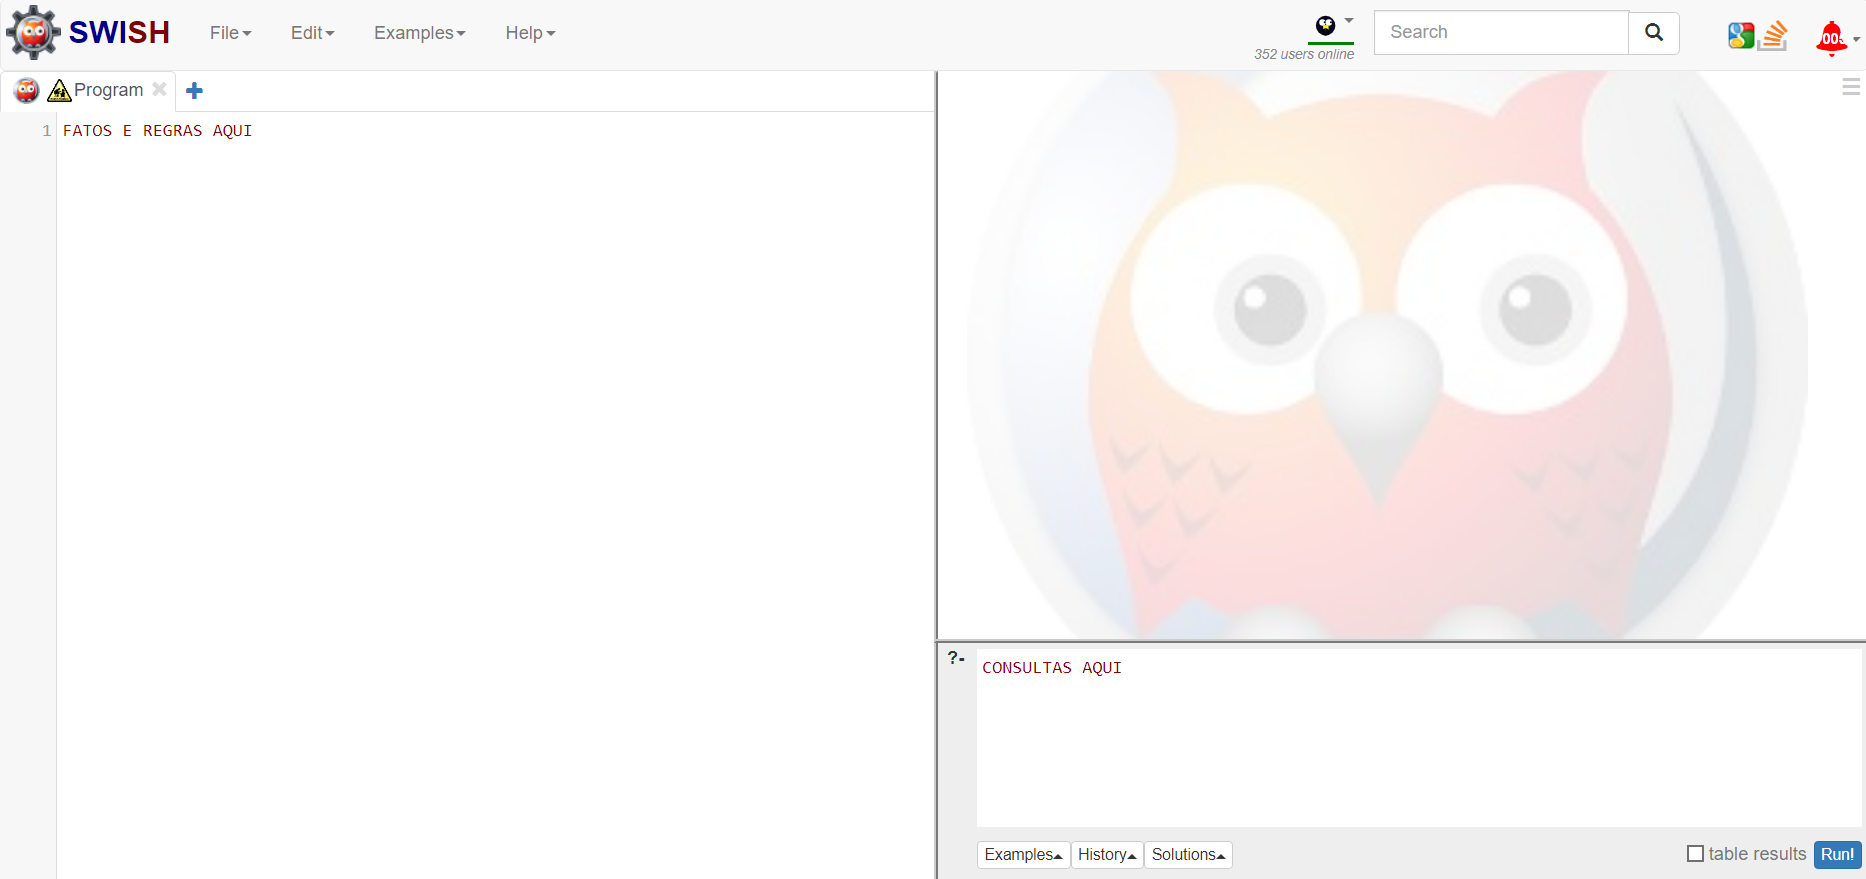 SWISH File Edit Examples Help 352 users online Search
Program
1 FATOS E REGRAS AQUI
?- CONSULTAS AQUI
Examples History Solutions table results Run!